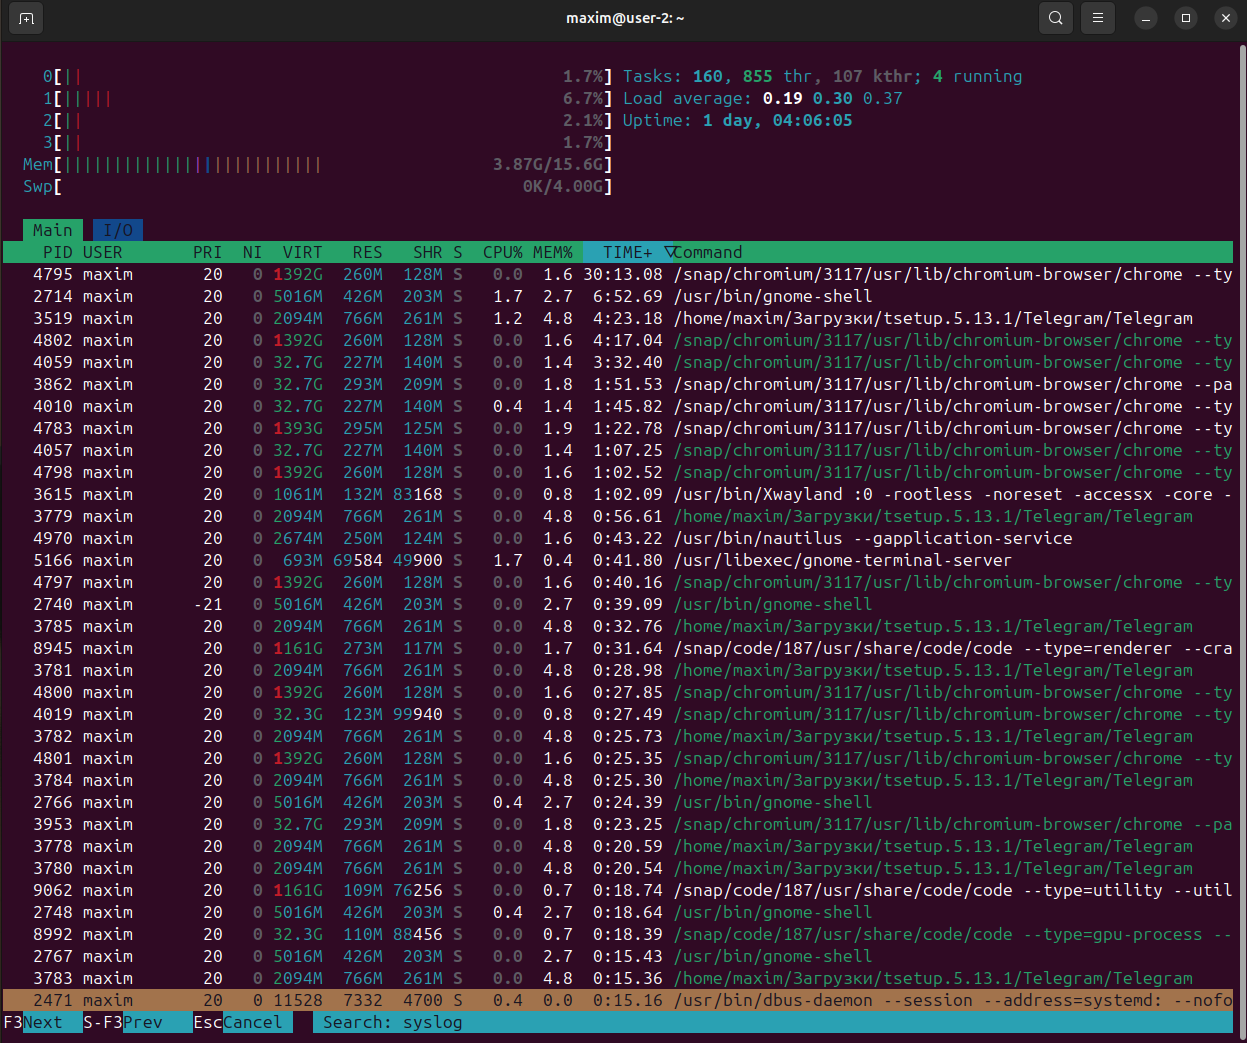 maxim@user-2: ~
0[|| 1.7%] Tasks: 160, 855 thr, 107 kthr; 4 running
1[||||| 6.7%] Load average: 0.19 0.30 0.37
2[|| 2.1%] Uptime: 1 day, 04:06:05
3[|| 1.7%]
Mem[|||||||||||||||||||||||||| 3.87G/15.6G]
Swp[ 0K/4.00G]
Main I/O
PID USER PRI NI VIRT RES SHR S CPU% MEM% TIME+ ▽Command
4795 maxim 20 0 1392G 260M 128M S 0.0 1.6 30:13.08 /snap/chromium/3117/usr/lib/chromium-browser/chrome --ty
2714 maxim 20 0 5016M 426M 203M S 1.7 2.7 6:52.69 /usr/bin/gnome-shell
3519 maxim 20 0 2094M 766M 261M S 1.2 4.8 4:23.18 /home/maxim/Загрузки/tsetup.5.13.1/Telegram/Telegram
4802 maxim 20 0 1392G 260M 128M S 0.0 1.6 4:17.04 /snap/chromium/3117/usr/lib/chromium-browser/chrome --ty
4059 maxim 20 0 32.7G 227M 140M S 0.0 1.4 3:32.40 /snap/chromium/3117/usr/lib/chromium-browser/chrome --ty
3862 maxim 20 0 32.7G 293M 209M S 0.0 1.8 1:51.53 /snap/chromium/3117/usr/lib/chromium-browser/chrome --pa
4010 maxim 20 0 32.7G 227M 140M S 0.4 1.4 1:45.82 /snap/chromium/3117/usr/lib/chromium-browser/chrome --ty
4783 maxim 20 0 1393G 295M 125M S 0.0 1.9 1:22.78 /snap/chromium/3117/usr/lib/chromium-browser/chrome --ty
4057 maxim 20 0 32.7G 227M 140M S 0.0 1.4 1:07.25 /snap/chromium/3117/usr/lib/chromium-browser/chrome --ty
4798 maxim 20 0 1392G 260M 128M S 0.0 1.6 1:02.52 /snap/chromium/3117/usr/lib/chromium-browser/chrome --ty
3615 maxim 20 0 1061M 132M 83168 S 0.0 0.8 1:02.09 /usr/bin/Xwayland :0 -rootless -noreset -accessx -core -
3779 maxim 20 0 2094M 766M 261M S 0.0 4.8 0:56.61 /home/maxim/Загрузки/tsetup.5.13.1/Telegram/Telegram
4970 maxim 20 0 2674M 250M 124M S 0.0 1.6 0:43.22 /usr/bin/nautilus --gapplication-service
5166 maxim 20 0 693M 69584 49900 S 1.7 0.4 0:41.80 /usr/libexec/gnome-terminal-server
4797 maxim 20 0 1392G 260M 128M S 0.0 1.6 0:40.16 /snap/chromium/3117/usr/lib/chromium-browser/chrome --ty
2740 maxim -21 0 5016M 426M 203M S 0.0 2.7 0:39.09 /usr/bin/gnome-shell
3785 maxim 20 0 2094M 766M 261M S 0.0 4.8 0:32.76 /home/maxim/Загрузки/tsetup.5.13.1/Telegram/Telegram
8945 maxim 20 0 1161G 273M 117M S 0.0 1.7 0:31.64 /snap/code/187/usr/share/code/code --type=renderer --cra
3781 maxim 20 0 2094M 766M 261M S 0.0 4.8 0:28.98 /home/maxim/Загрузки/tsetup.5.13.1/Telegram/Telegram
4800 maxim 20 0 1392G 260M 128M S 0.0 1.6 0:27.85 /snap/chromium/3117/usr/lib/chromium-browser/chrome --ty
4019 maxim 20 0 32.3G 123M 99940 S 0.0 0.8 0:27.49 /snap/chromium/3117/usr/lib/chromium-browser/chrome --ty
3782 maxim 20 0 2094M 766M 261M S 0.0 4.8 0:25.73 /home/maxim/Загрузки/tsetup.5.13.1/Telegram/Telegram
4801 maxim 20 0 1392G 260M 128M S 0.0 1.6 0:25.35 /snap/chromium/3117/usr/lib/chromium-browser/chrome --ty
3784 maxim 20 0 2094M 766M 261M S 0.0 4.8 0:25.30 /home/maxim/Загрузки/tsetup.5.13.1/Telegram/Telegram
2766 maxim 20 0 5016M 426M 203M S 0.4 2.7 0:24.39 /usr/bin/gnome-shell
3953 maxim 20 0 32.7G 293M 209M S 0.0 1.8 0:23.25 /snap/chromium/3117/usr/lib/chromium-browser/chrome --pa
3778 maxim 20 0 2094M 766M 261M S 0.0 4.8 0:20.59 /home/maxim/Загрузки/tsetup.5.13.1/Telegram/Telegram
3780 maxim 20 0 2094M 766M 261M S 0.0 4.8 0:20.54 /home/maxim/Загрузки/tsetup.5.13.1/Telegram/Telegram
9062 maxim 20 0 1161G 109M 76256 S 0.0 0.7 0:18.74 /snap/code/187/usr/share/code/code --type=utility --util
2748 maxim 20 0 5016M 426M 203M S 0.4 2.7 0:18.64 /usr/bin/gnome-shell
8992 maxim 20 0 32.3G 110M 88456 S 0.0 0.7 0:18.39 /snap/code/187/usr/share/code/code --type=gpu-process --
2767 maxim 20 0 5016M 426M 203M S 0.0 2.7 0:15.43 /usr/bin/gnome-shell
3783 maxim 20 0 2094M 766M 261M S 0.0 4.8 0:15.36 /home/maxim/Загрузки/tsetup.5.13.1/Telegram/Telegram
2471 maxim 20 0 11528 7332 4700 S 0.4 0.0 0:15.16 /usr/bin/dbus-daemon --session --address=systemd: --nofo
F3Next S-F3Prev EscCancel Search: syslog